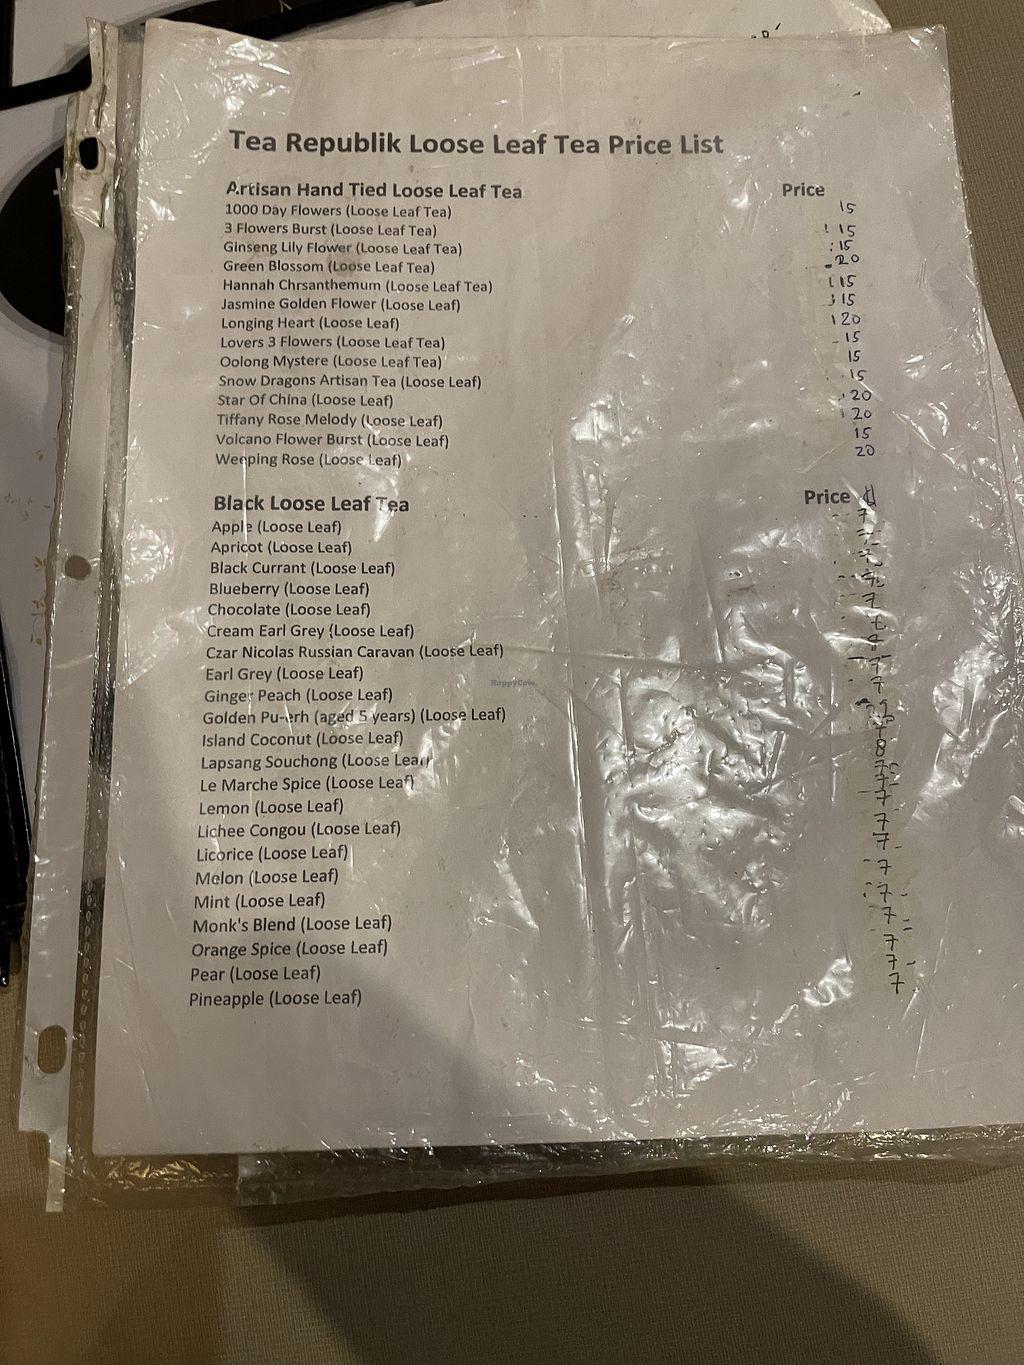 Tea Republik Loose Leaf Tea Price List
Artisan Hand Tied Loose Leaf Tea Price
1000 Day Flowers (Loose Leaf Tea) 15
3 Flowers Burst (Loose Leaf Tea) 15
Ginseng Lily Flower (Loose Leaf Tea) 15
Green Blossom (Loose Leaf Tea) 20
Hannah Chrsanthemum (Loose Leaf Tea) 15
Jasmine Golden Flower (Loose Leaf) 15
Longing Heart (Loose Leaf) 20
Lovers 3 Flowers (Loose Leaf Tea) 15
Oolong Mystere (Loose Leaf Tea) 15
Snow Dragons Artisan Tea (Loose Leaf) 15
Star Of China (Loose Leaf) 20
Tiffany Rose Melody (Loose Leaf) 20
Volcano Flower Burst (Loose Leaf) 15
Weeping Rose (Loose Leaf) 20
Black Loose Leaf Tea Price $
Apple (Loose Leaf) 7
Apricot (Loose Leaf)
Black Currant (Loose Leaf)
Blueberry (Loose Leaf)
Chocolate (Loose Leaf) 7
Cream Earl Grey (Loose Leaf)
Czar Nicolas Russian Caravan (Loose Leaf)
Earl Grey (Loose Leaf) 7
Ginger Peach (Loose Leaf) 7
Golden Pu-erh (aged 5 years) (Loose Leaf)
Island Coconut (Loose Leaf)
Lapsang Souchong (Loose Leaf) 8
Le Marche Spice (Loose Leaf) 7
Lemon (Loose Leaf) 7
Lichee Congou (Loose Leaf) 7
Licorice (Loose Leaf) 7
Melon (Loose Leaf) 7
Mint (Loose Leaf) 7
Monk's Blend (Loose Leaf) 7
Orange Spice (Loose Leaf) 7
Pear (Loose Leaf) 7
Pineapple (Loose Leaf) 7
HappyCow